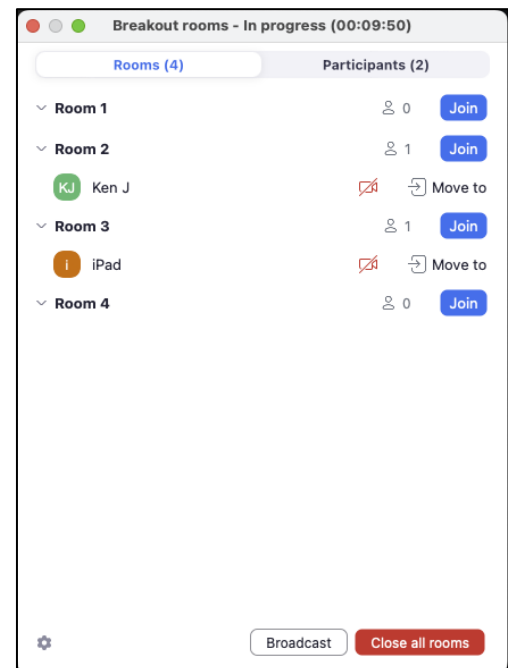 Breakout rooms - In progress (00:09:50)
Rooms (4) Participants (2)
Room 1 0 Join
Room 2 1 Join
KJ Ken J Move to
Room 3 1 Join
i iPad Move to
Room 4 0 Join
Broadcast Close all rooms